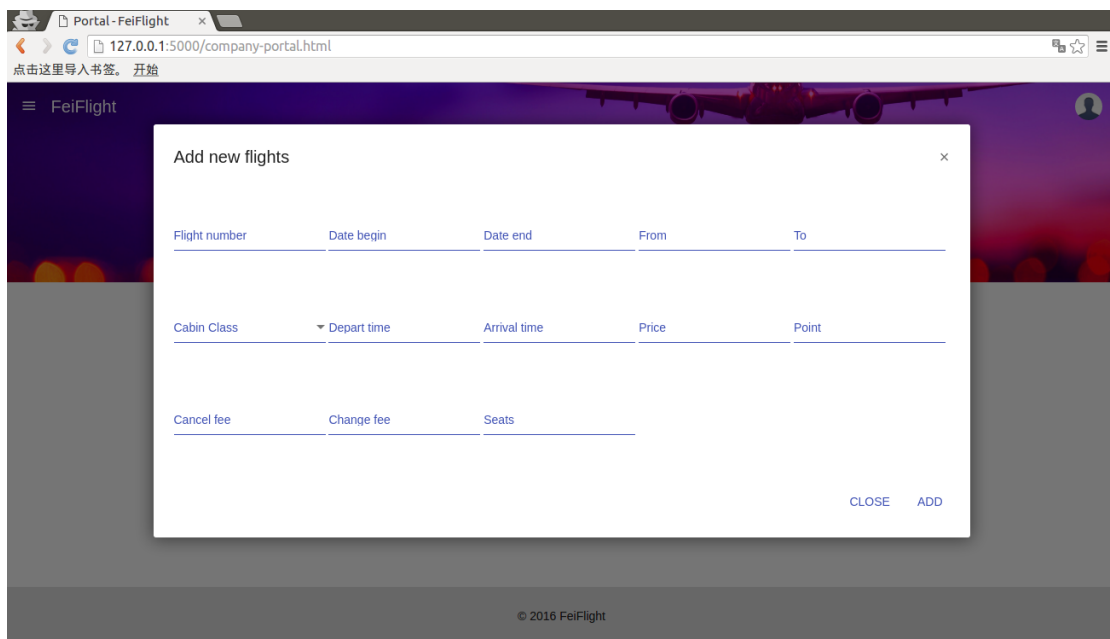 Portal - FeiFlight
127.0.0.1:5000/company-portal.html
点击这里导入书签。 开始
FeiFlight
Add new flights
Flight number Date begin Date end From To
Cabin Class Depart time Arrival time Price Point
Cancel fee Change fee Seats
CLOSE ADD
© 2016 FeiFlight